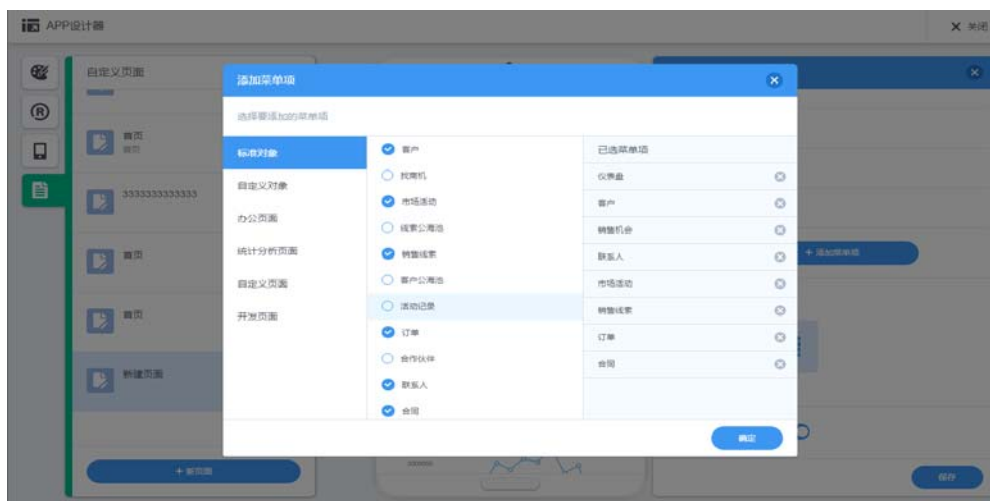 APP设计器
关闭
自定义页面
首页
首页
3333333333333
首页
首页
新建页面
+ 新页面
添加菜单项
选择要添加的菜单项
标准对象
自定义对象
办公页面
统计分析页面
自定义页面
开发页面
客户
找商机
市场活动
线索公海池
销售线索
客户公海池
活动记录
订单
合作伙伴
联系人
合同
已选菜单项
仪表盘
客户
销售机会
联系人
市场活动
销售线索
订单
合同
确定
+ 添加菜单项
保存